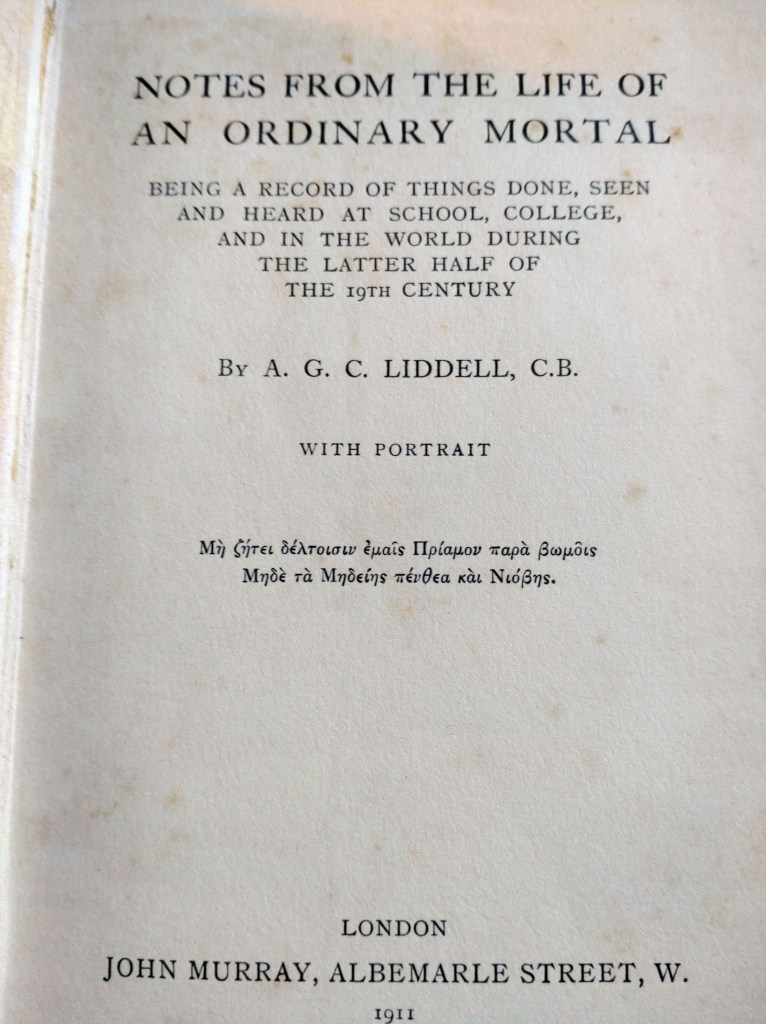 NOTES FROM THE LIFE OF
AN ORDINARY MORTAL
BEING A RECORD OF THINGS DONE, SEEN
AND HEARD AT SCHOOL, COLLEGE,
AND IN THE WORLD DURING
THE LATTER HALF OF
THE 19TH CENTURY
BY A. G. C. LIDDELL, C.B.
WITH PORTRAIT
Μὴ ζήτει δέλτοισιν ἐμαῖς Πρίαμον παρὰ βωμοῖς
Μηδὲ τὰ Μηδείης πένθεα καὶ Νιόβης.
LONDON
JOHN MURRAY, ALBEMARLE STREET, W.
1911